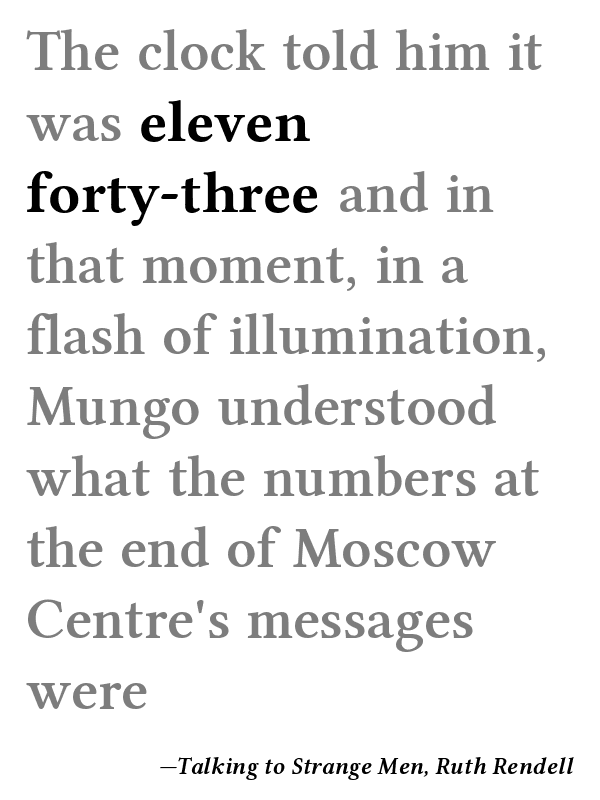 The clock told him it
was eleven
forty-three and in
that moment, in a
flash of illumination,
Mungo understood
what the numbers at
the end of Moscow
Centre's messages
were
—Talking to Strange Men, Ruth Rendell